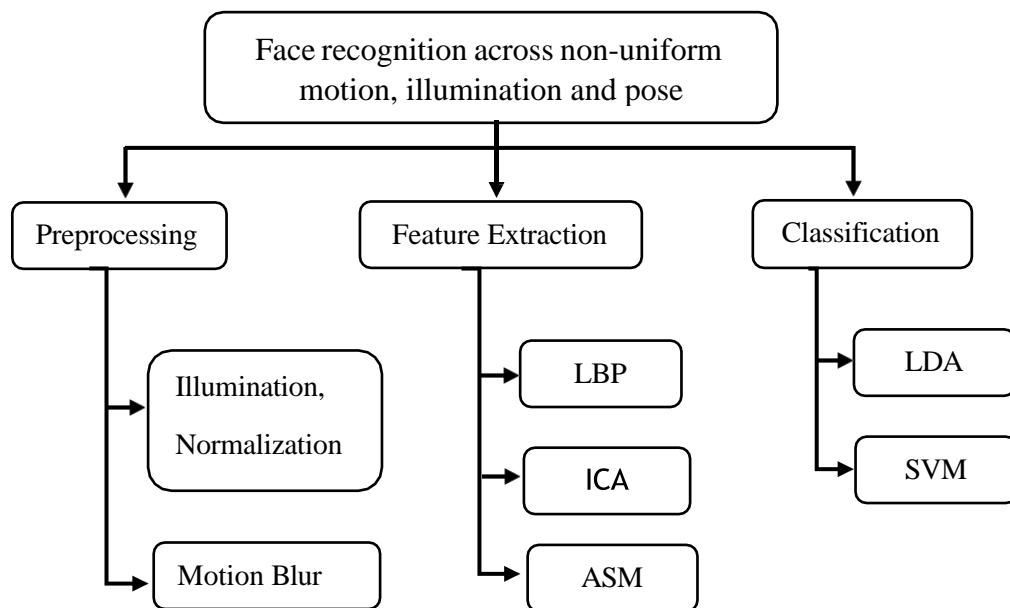 Face recognition across non-uniform
motion, illumination and pose
Preprocessing
Feature Extraction
Classification
Illumination,
Normalization
Motion Blur
LBP
ICA
ASM
LDA
SVM